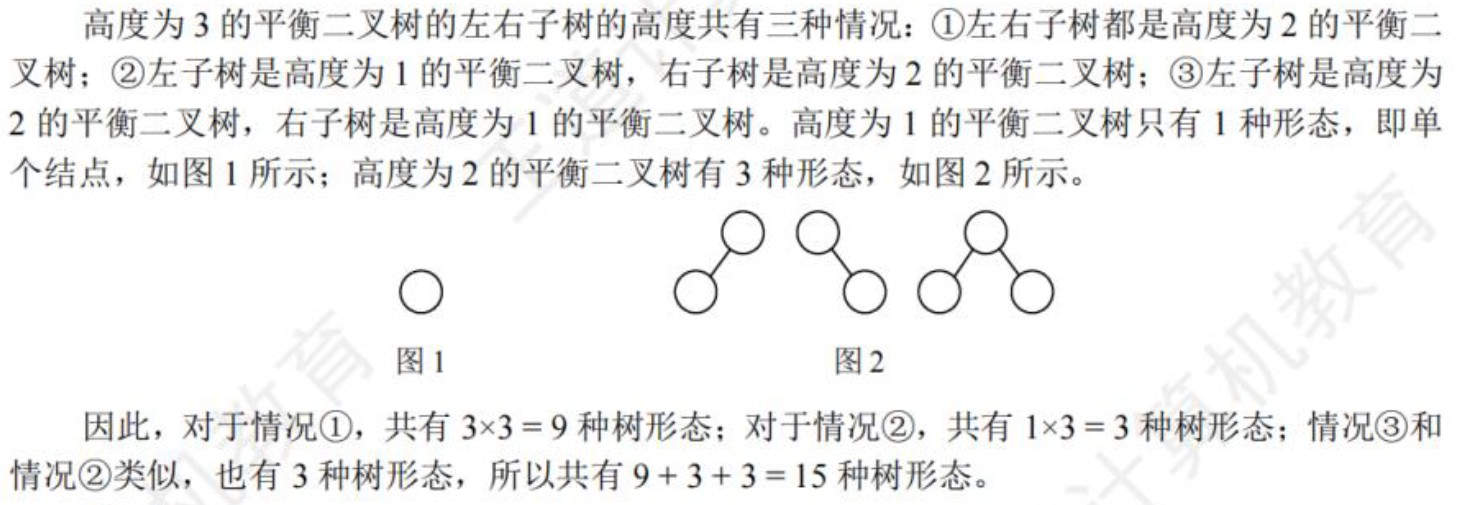 高度为 3 的平衡二叉树的左右子树的高度共有三种情况：①左右子树都是高度为 2 的平衡二
叉树；②左子树是高度为 1 的平衡二叉树，右子树是高度为 2 的平衡二叉树；③左子树是高度为
2 的平衡二叉树，右子树是高度为 1 的平衡二叉树。高度为 1 的平衡二叉树只有 1 种形态，即单
个结点，如图 1 所示；高度为 2 的平衡二叉树有 3 种形态，如图 2 所示。
图 1
图 2
因此，对于情况①，共有 3×3 = 9 种树形态；对于情况②，共有 1×3 = 3 种树形态；情况③和
情况②类似，也有 3 种树形态，所以共有 9 + 3 + 3 = 15 种树形态。
机教育
王道计
计算机教育